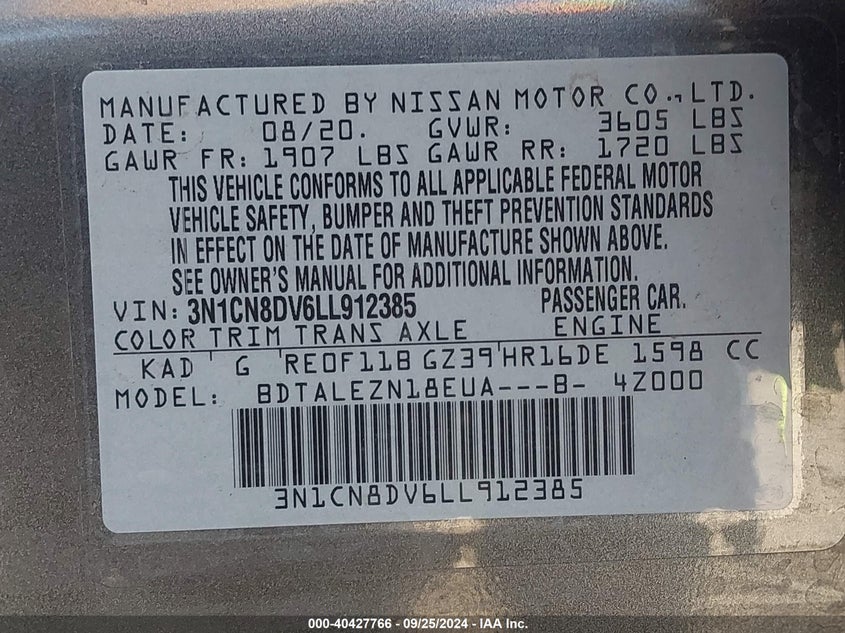 MANUFACTURED BY NISSAN MOTOR CO.,LTD.
DATE: 08/20. GVWR: 3605 LBS
GAWR FR: 1907 LBS GAWR RR: 1720 LBS
THIS VEHICLE CONFORMS TO ALL APPLICABLE FEDERAL MOTOR
VEHICLE SAFETY, BUMPER AND THEFT PREVENTION STANDARDS
IN EFFECT ON THE DATE OF MANUFACTURE SHOWN ABOVE.
SEE OWNER'S MANUAL FOR ADDITIONAL INFORMATION.
VIN: 3N1CN8DV6LL912385 PASSENGER CAR.
COLOR TRIM TRANS AXLE ENGINE
KAD G RE0F11B GZ39 HR16DE 1598 CC
MODEL: BDTALEZN18EUA---B- 4Z000
3N1CN8DV6LL912385
000-40427766 - 09/25/2024 - IAA Inc.